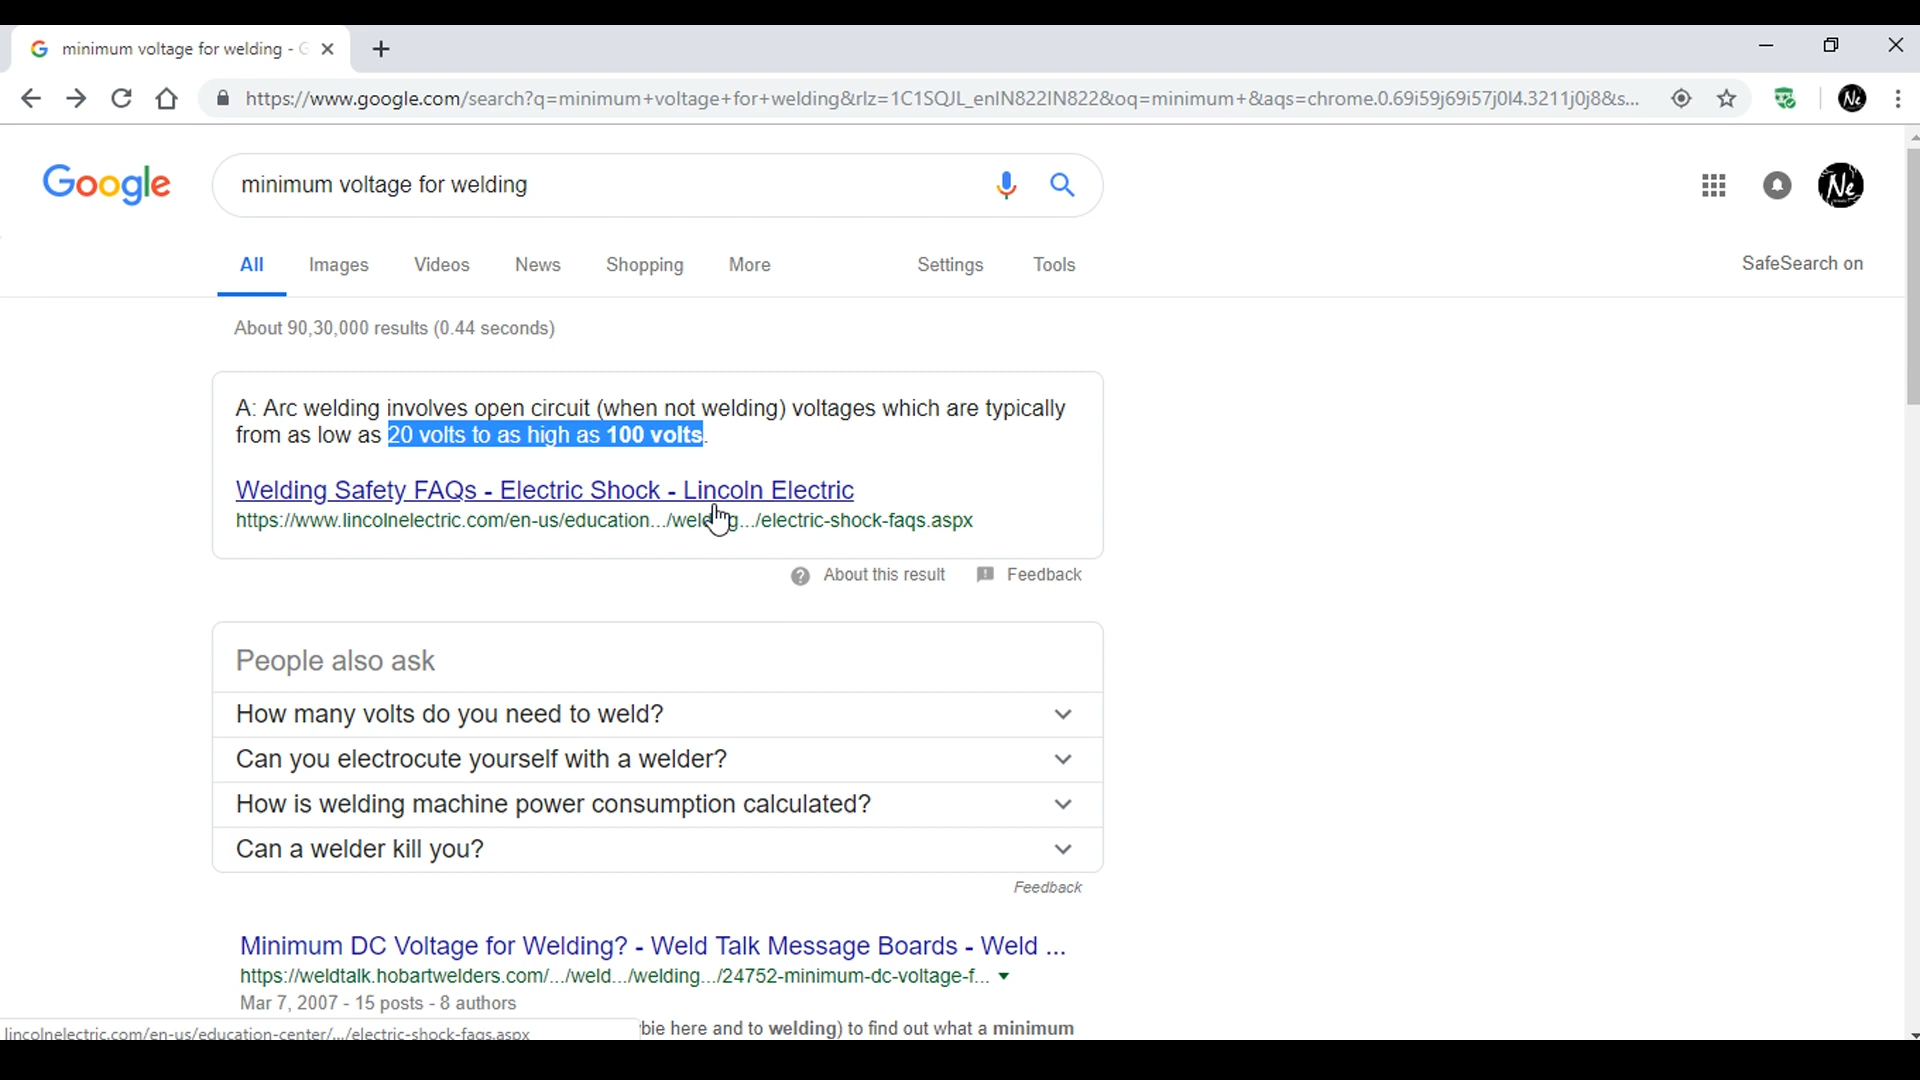 minimum voltage for welding - G
https://www.google.com/search?q=minimum+voltage+for+welding&rlz=1C1SQJL_enIN822IN822&oq=minimum+&aqs=chrome.0.69i59j69i57j0l4.3211j0j8&s...
Ne
Google
minimum voltage for welding
Ne
All Images Videos News Shopping More Settings Tools
SafeSearch on
About 90,30,000 results (0.44 seconds)
A: Arc welding involves open circuit (when not welding) voltages which are typically
from as low as 20 volts to as high as 100 volts.
Welding Safety FAQs - Electric Shock - Lincoln Electric
https://www.lincolnelectric.com/en-us/education.../welding.../electric-shock-faqs.aspx
About this result Feedback
People also ask
How many volts do you need to weld?
Can you electrocute yourself with a welder?
How is welding machine power consumption calculated?
Can a welder kill you?
Feedback
Minimum DC Voltage for Welding? - Weld Talk Message Boards - Weld ...
https://weldtalk.hobartwelders.com/.../weld.../welding.../24752-minimum-dc-voltage-f...
Mar 7, 2007 - 15 posts - 8 authors
bie here and to welding) to find out what a minimum
lincolnelectric.com/en-us/education-center/.../electric-shock-faqs.aspx